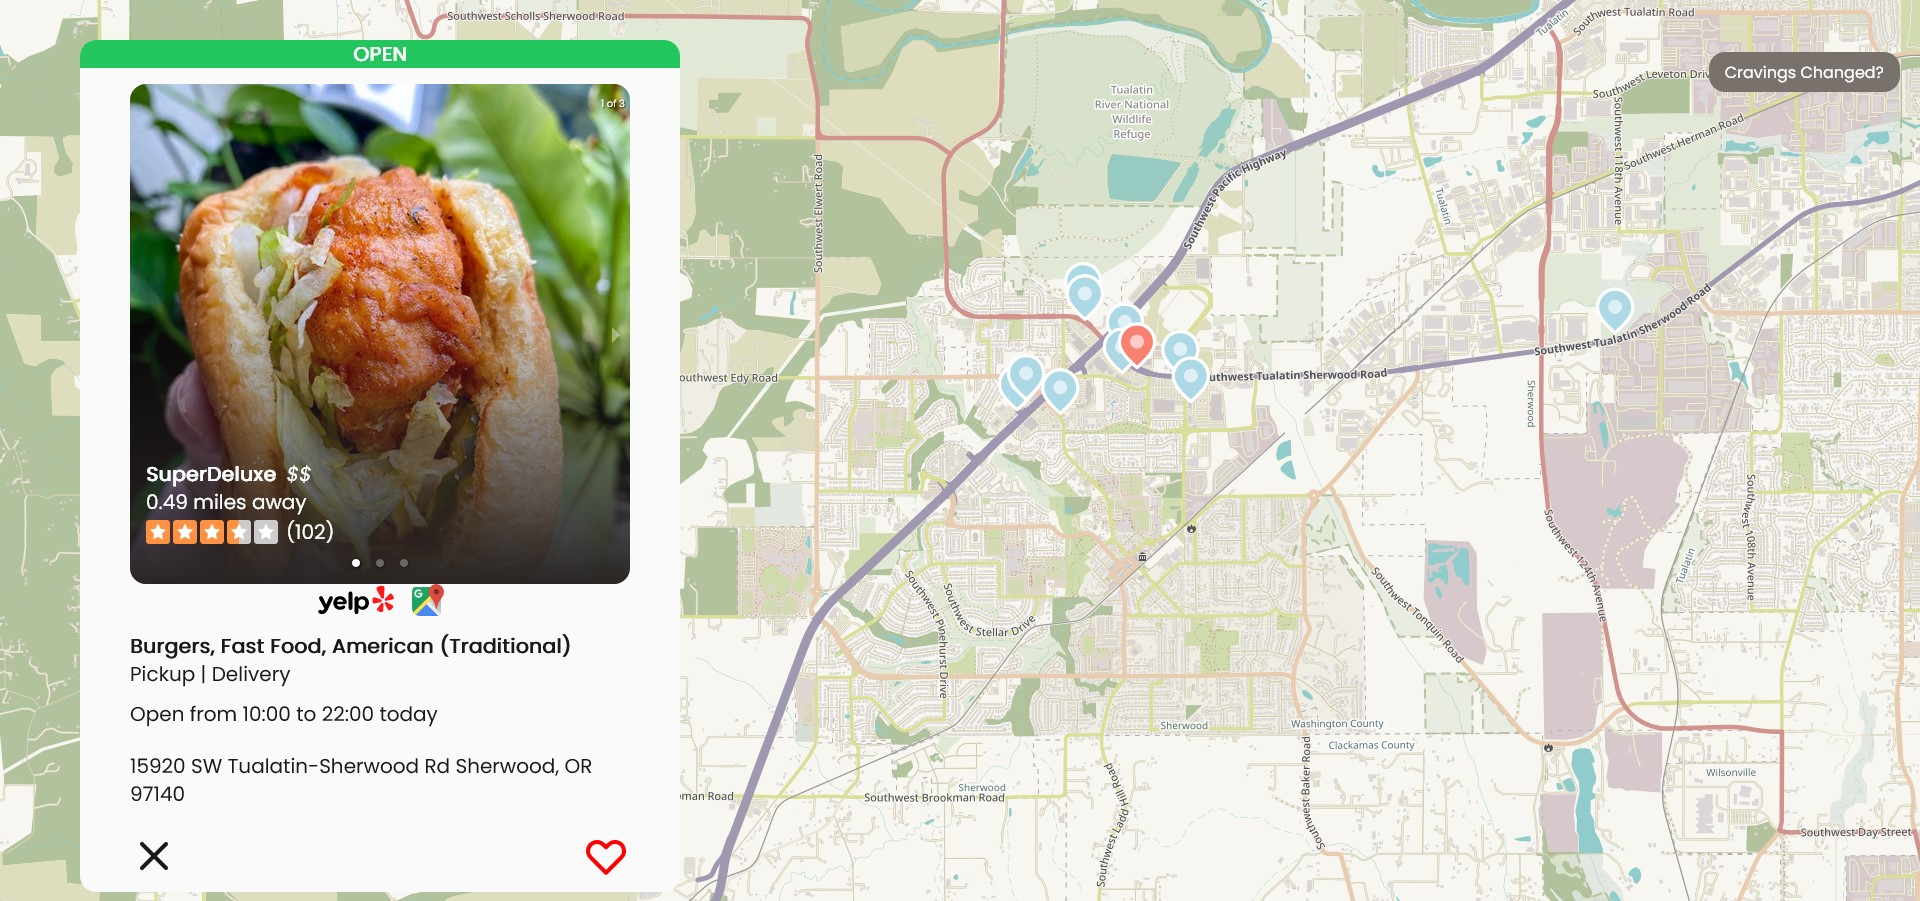 OPEN
1 of 3
SuperDeluxe $$
0.49 miles away
(102)
yelp
G
Burgers, Fast Food, American (Traditional)
Pickup | Delivery
Open from 10:00 to 22:00 today
15920 SW Tualatin-Sherwood Rd Sherwood, OR
97140
Cravings Changed?
Southwest Scholls Sherwood Road
Southwest Tualatin Road
Tualatin
Southwest Leveton Driv
Tualatin
River National
Wildlife
Refuge
Southwest 118th Avenue
Southwest Herman Road
Southwest Elwert Road
Southwest Pacific Highway
Tualatin
Southwest Tualatin Sherwood Road
outhwest Edy Road
uthwest Tualatin Sherwood Road
Sherwood
Southwest 108th Avenue
Southwest 124th Avenue
Tualatin
Southwest Pinehurst Drive
Southwest Stellar Drive
Southwest Tonquin Road
Sherwood
Washington County
Clackamas County
Southwest Baker Road
Wilsonville
Sherwood
man Road
Southwest Brookman Road
Southwest Ladd Hill Road
Southwest Day Street